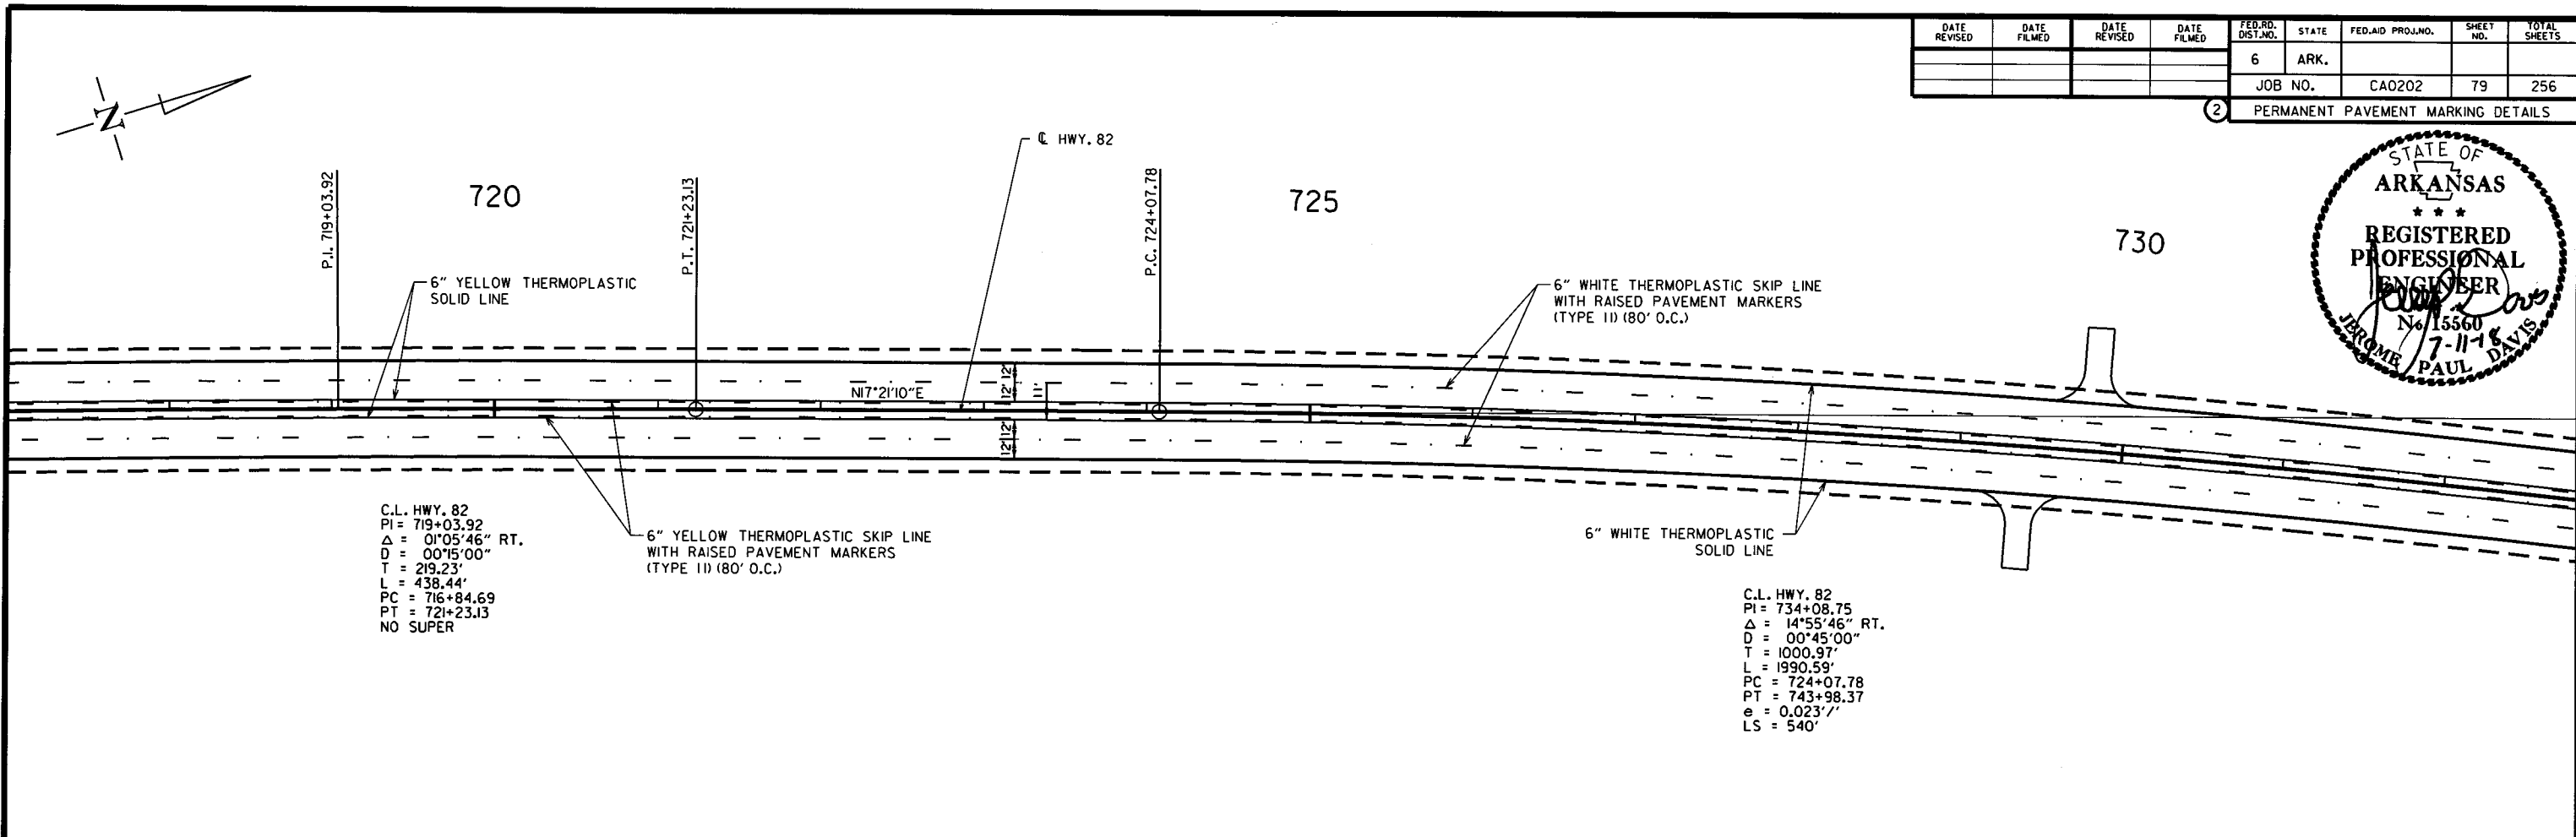 DATE REVISED
DATE FILMED
DATE REVISED
DATE FILMED
FED.RD. DIST.NO.
STATE
FED.AID PROJ.NO.
SHEET NO.
TOTAL SHEETS
6
ARK.
JOB NO.
CA0202
79
256
2
PERMANENT PAVEMENT MARKING DETAILS
STATE OF
ARKANSAS
* * *
REGISTERED
PROFESSIONAL
ENGINEER
No. 15560
7-11-18
JEROME PAUL DAVIS
N
℄ HWY. 82
P.I. 719+03.92
720
P.T. 721+23.13
P.C. 724+07.78
725
730
6" YELLOW THERMOPLASTIC
SOLID LINE
6" WHITE THERMOPLASTIC SKIP LINE
WITH RAISED PAVEMENT MARKERS
(TYPE II) (80' O.C.)
N17°21'10"E
12' 12'
11'
12' 12'
C.L. HWY. 82
PI = 719+03.92
Δ = 01°05'46" RT.
D = 00°15'00"
T = 219.23'
L = 438.44'
PC = 716+84.69
PT = 721+23.13
NO SUPER
6" YELLOW THERMOPLASTIC SKIP LINE
WITH RAISED PAVEMENT MARKERS
(TYPE II) (80' O.C.)
6" WHITE THERMOPLASTIC
SOLID LINE
C.L. HWY. 82
PI = 734+08.75
Δ = 14°55'46" RT.
D = 00°45'00"
T = 1000.97'
L = 1990.59'
PC = 724+07.78
PT = 743+98.37
e = 0.023'/'
LS = 540'